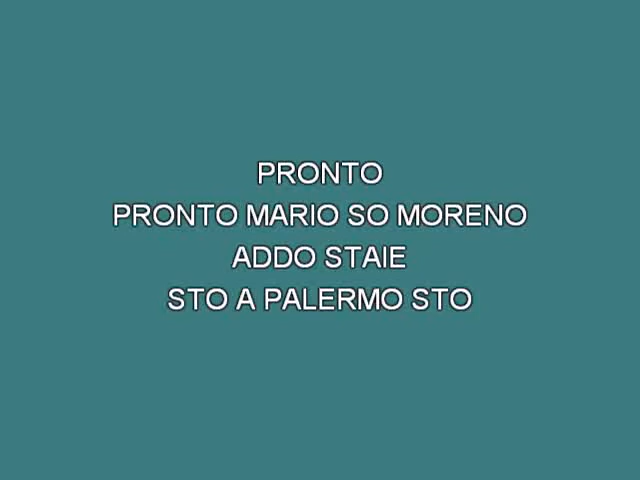 PRONTO
PRONTO MARIO SO MORENO
ADDO STAIE
STO A PALERMO STO